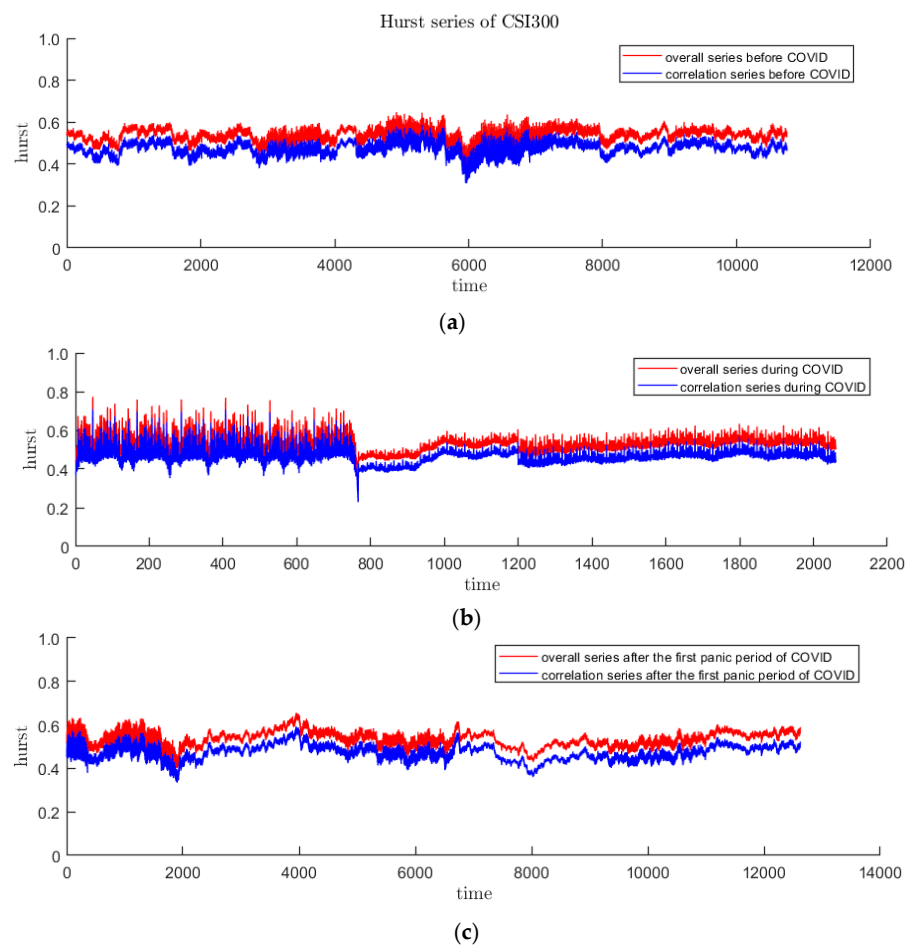 Hurst series of CSI300
1.0
overall series before COVID
correlation series before COVID
0.8
0.6
hurst
0.4
0.2
0
0 2000 4000 6000 8000 10000 12000
time
(a)
1.0
overall series during COVID
correlation series during COVID
0.8
0.6
hurst
0.4
0.2
0
0 200 400 600 800 1000 1200 1400 1600 1800 2000 2200
time
(b)
1.0
overall series after the first panic period of COVID
correlation series after the first panic period of COVID
0.8
0.6
hurst
0.4
0.2
0
0 2000 4000 6000 8000 10000 12000 14000
time
(c)